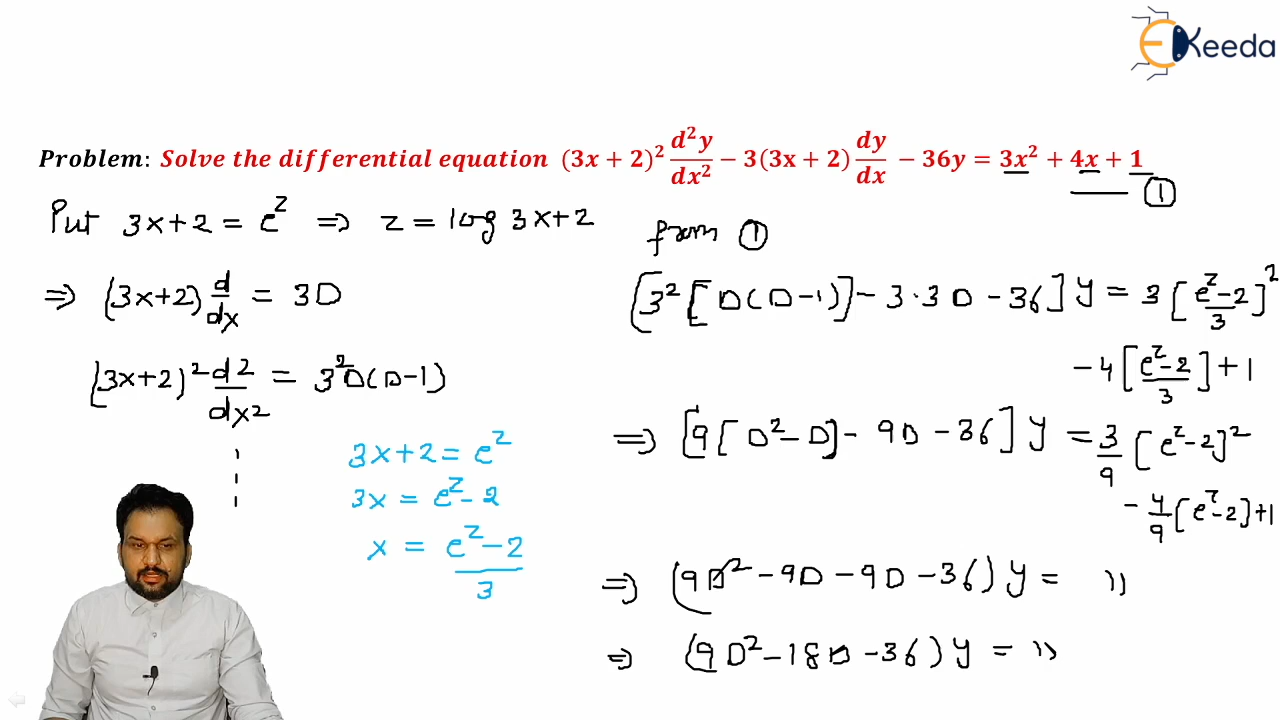 EKeeda
Problem: Solve the differential equation (3x + 2)² d²y/dx² − 3(3x + 2) dy/dx − 36y = 3x² + 4x + 1
①
Put 3x+2 = e^z ⇒ z = log 3x+2
⇒ (3x+2) d/dx = 3D
(3x+2)² d2/dx2 = 3²D(D-1)
3x+2 = e^z
3x = e^z - 2
x = e^z - 2/3
from ①
[3² [D(D-1)] - 3·3D - 36] y = 3 [e^z-2/3]²
- 4 [e^z-2/3] + 1
⇒ [9[D² - D] - 9D - 36] y = 3/9 [e^z-2]²
- 4/9 [e^z-2] + 1
⇒ (9D² - 9D - 9D - 36) y = 〃
⇒ (9D² - 18D - 36) y = 〃